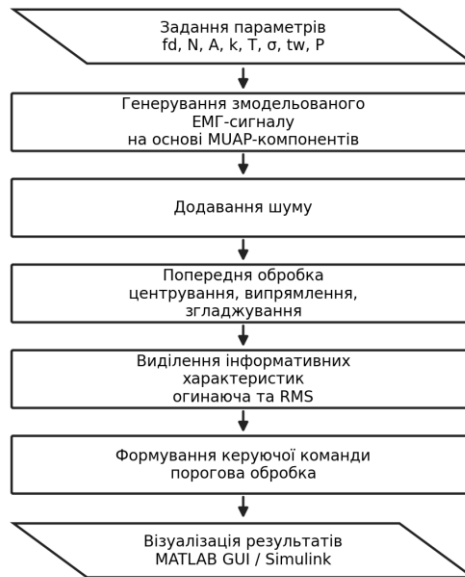 Задання параметрів
fd, N, A, k, T, σ, tw, P
Генерування змодельованого
ЕМГ-сигналу
на основі MUAP-компонентів
Додавання шуму
Попередня обробка
центрування, випрямлення,
згладжування
Виділення інформативних
характеристик
огинаюча та RMS
Формування керуючої команди
порогова обробка
Візуалізація результатів
MATLAB GUI / Simulink